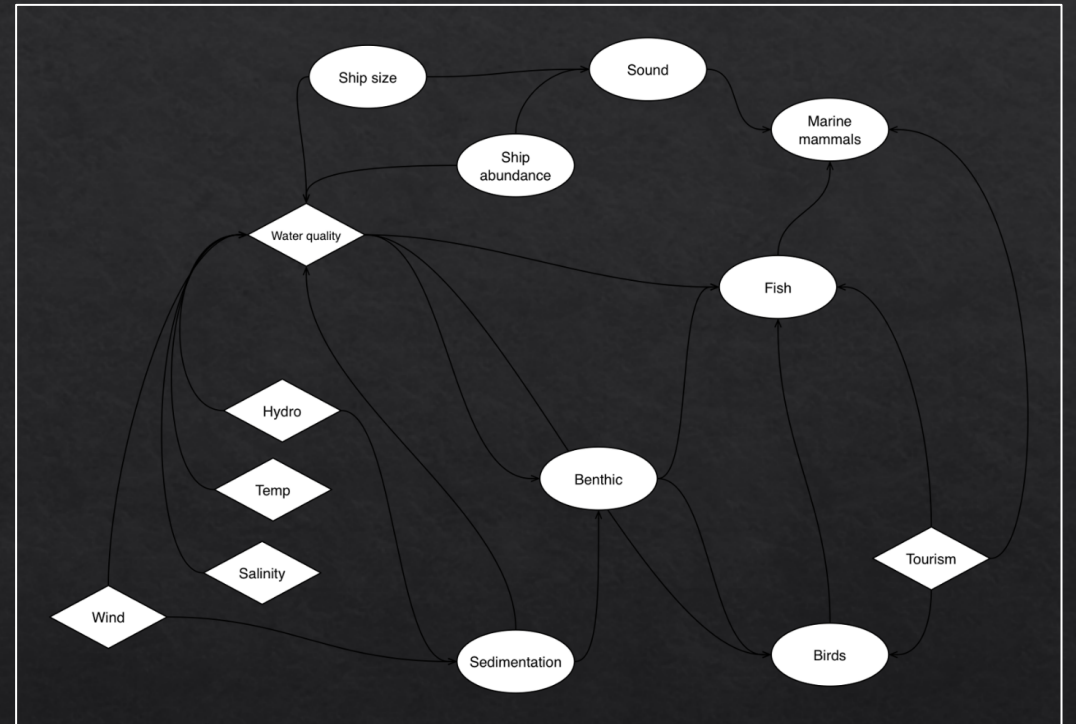 Ship size
Sound
Marine
mammals
Ship
abundance
Water quality
Fish
Hydro
Benthic
Temp
Tourism
Salinity
Wind
Birds
Sedimentation